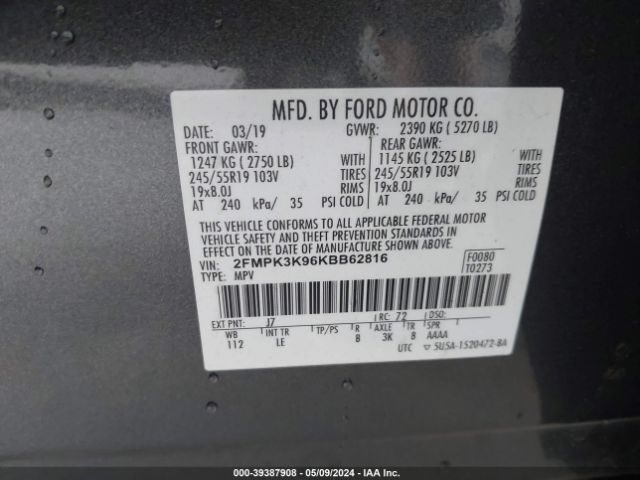 MFD. BY FORD MOTOR CO.
DATE: 03/19 GVWR: 2390 KG ( 5270 LB)
FRONT GAWR: REAR GAWR:
1247 KG ( 2750 LB) WITH 1145 KG ( 2525 LB) WITH
245/55R19 103V TIRES 245/55R19 103V TIRES
19x8.0J RIMS 19x8.0J RIMS
AT 240 kPa/ 35 PSI COLD AT 240 kPa/ 35 PSI COLD
THIS VEHICLE CONFORMS TO ALL APPLICABLE FEDERAL MOTOR
VEHICLE SAFETY AND THEFT PREVENTION STANDARDS IN
EFFECT ON THE DATE OF MANUFACTURE SHOWN ABOVE.
VIN: 2FMPK3K96KBB62816 F0080
TYPE: MPV T0273
EXT PNT: J7 RC: 72 DSO:
WB INT TR TP/PS R AXLE TR SPR
112 LE B 3K 8 AAAA
UTC ▽ 5U5A-1520472-BA
© - 39387908 - 05/09/2024 - IAA Inc.